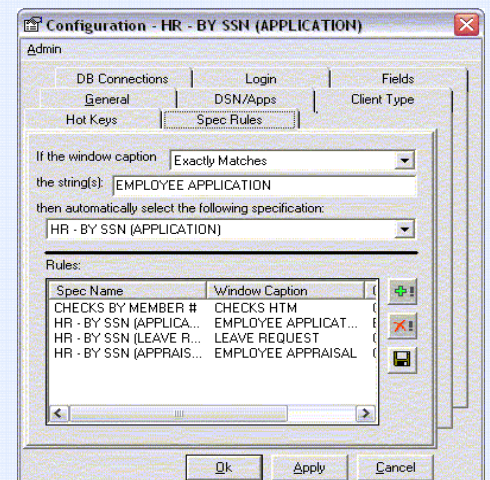 Configuration - HR - BY SSN (APPLICATION)
Admin
DB Connections Login Fields
General DSN/Apps Client Type
Hot Keys Spec Rules
If the window caption Exactly Matches
the string(s): EMPLOYEE APPLICATION
then automatically select the following specification:
HR - BY SSN (APPLICATION)
Rules:
Spec Name Window Caption
CHECKS BY MEMBER # CHECKS HTM
HR - BY SSN (APPLICA... EMPLOYEE APPLICAT...
HR - BY SSN (LEAVE R... LEAVE REQUEST
HR - BY SSN (APPRAIS... EMPLOYEE APPRAISAL
Ok Apply Cancel